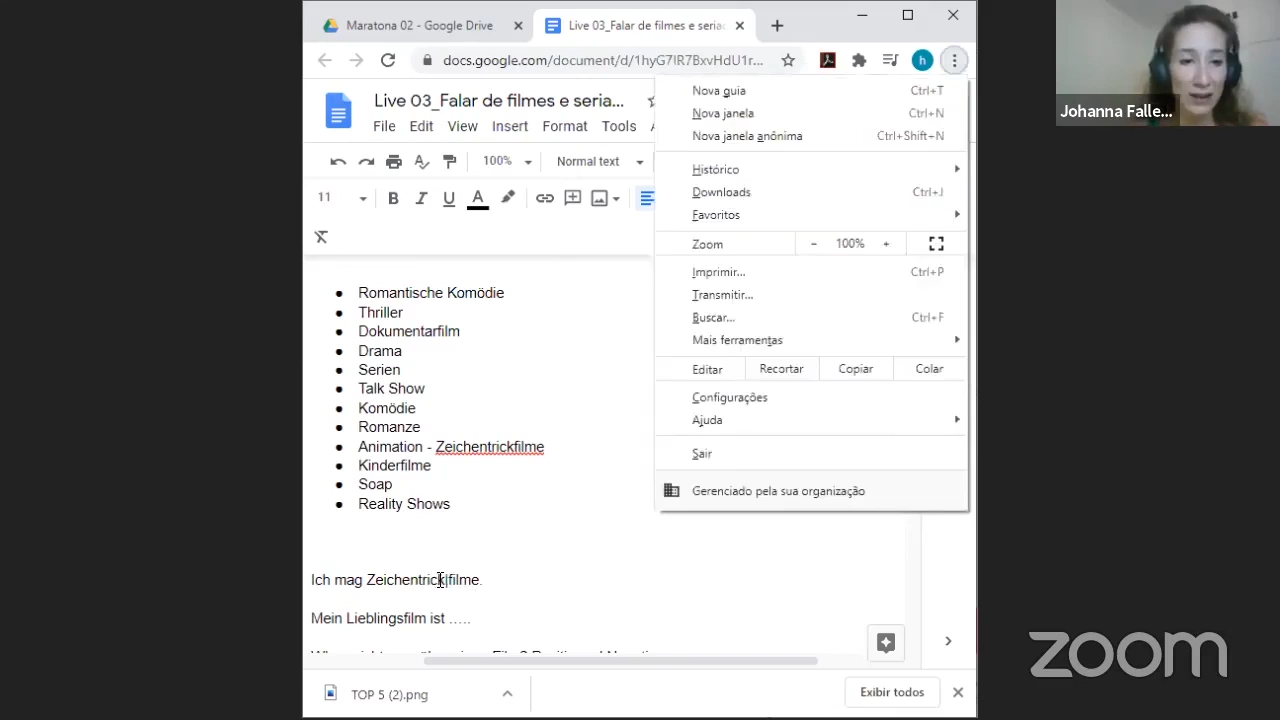 Maratona 02 - Google Drive
Live 03_Falar de filmes e seriad
docs.google.com/document/d/1hyG7IR7BxvHdU1r...
h
Johanna Falle...
Live 03_Falar de filmes e seria...
File Edit View Insert Format Tools
100% Normal text
11 B I U A
Nova guia Ctrl+T
Nova janela Ctrl+N
Nova janela anônima Ctrl+Shift+N
Histórico
Downloads Ctrl+J
Favoritos
Zoom - 100% +
Imprimir... Ctrl+P
Transmitir...
Buscar... Ctrl+F
Mais ferramentas
Editar Recortar Copiar Colar
Configurações
Ajuda
Sair
Gerenciado pela sua organização
Romantische Komödie
Thriller
Dokumentarfilm
Drama
Serien
Talk Show
Komödie
Romanze
Animation - Zeichentrickfilme
Kinderfilme
Soap
Reality Shows
Ich mag Zeichentrickfilme.
Mein Lieblingsfilm ist …..
TOP 5 (2).png
Exibir todos
zoom